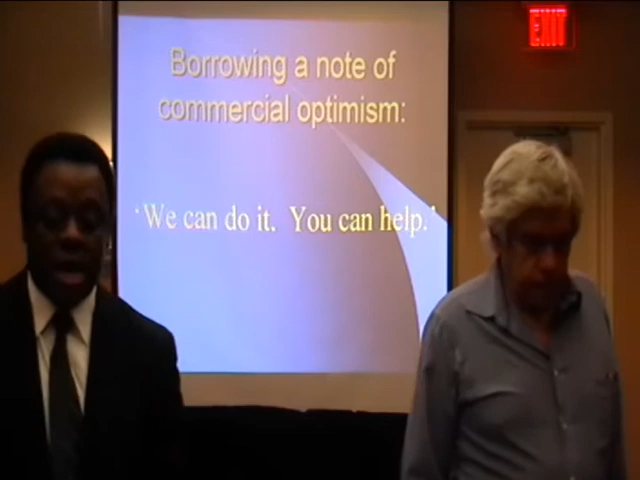 EXIT
Borrowing a note of
commercial optimism:
'We can do it. You can help.'